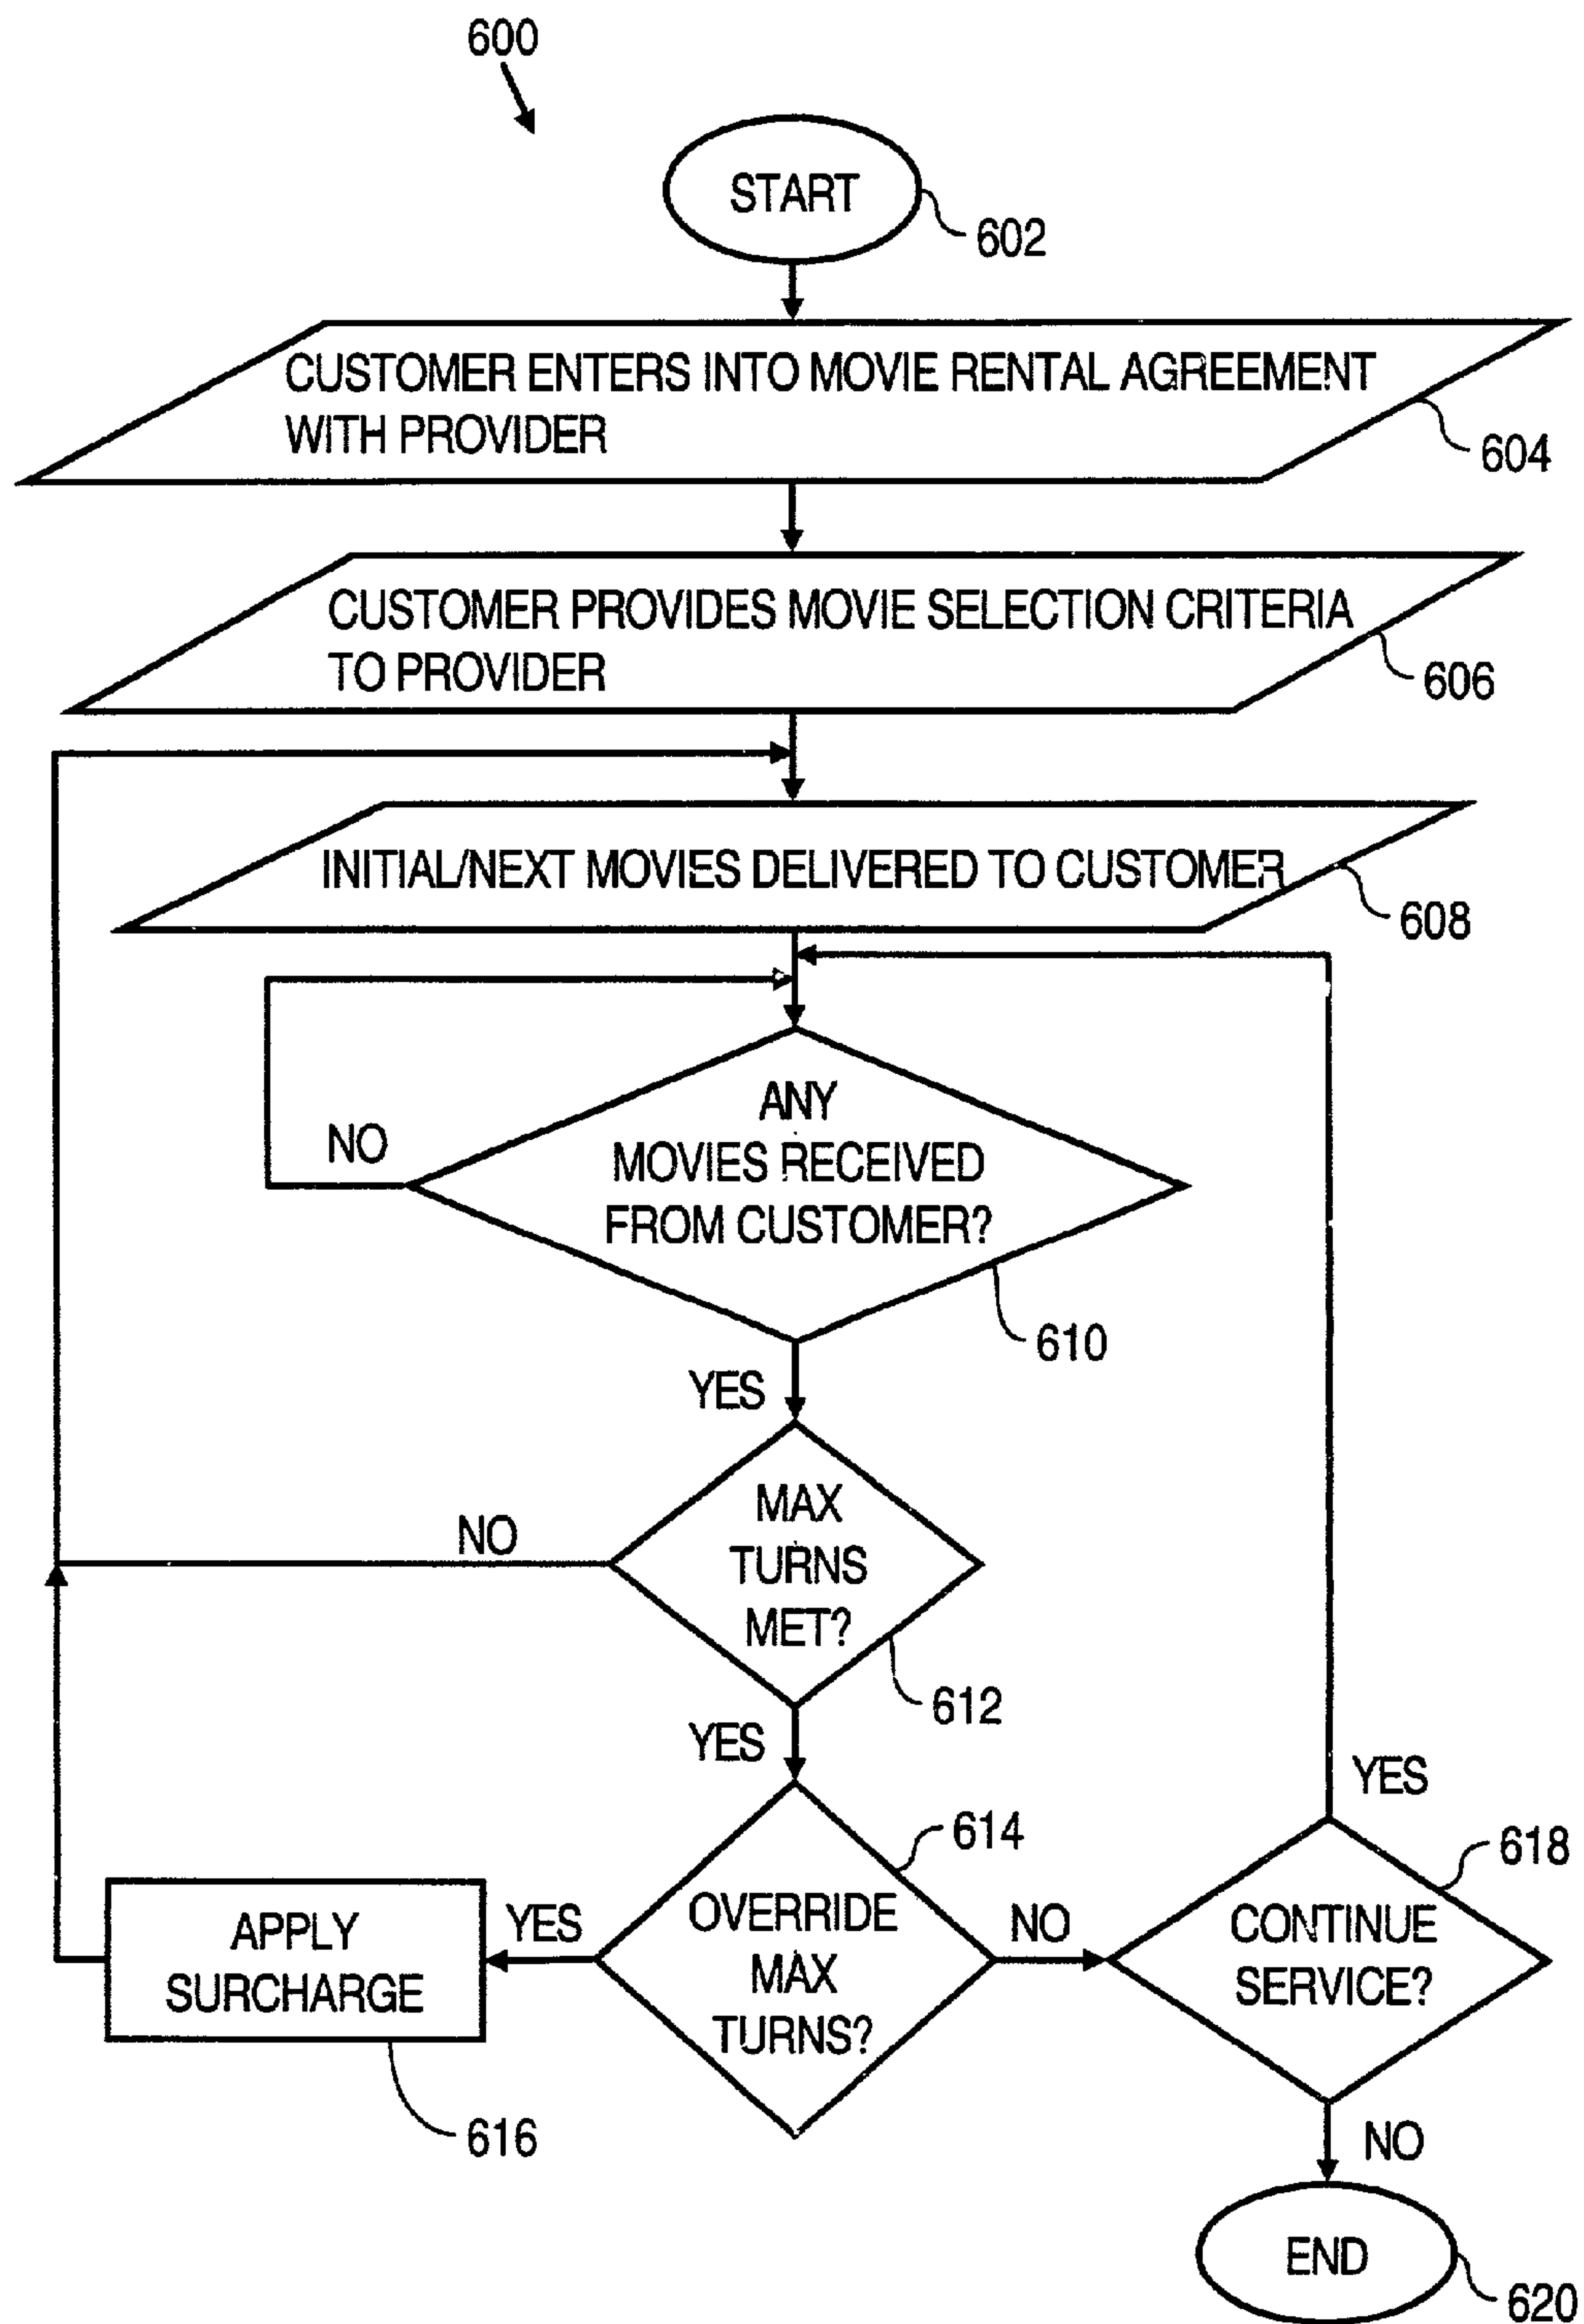 600
START
602
CUSTOMER ENTERS INTO MOVIE RENTAL AGREEMENT
WITH PROVIDER
604
CUSTOMER PROVIDES MOVIE SELECTION CRITERIA
TO PROVIDER
606
INITIAL/NEXT MOVIES DELIVERED TO CUSTOMER
608
ANY
MOVIES RECEIVED
FROM CUSTOMER?
NO
610
YES
MAX
TURNS
MET?
NO
612
YES
YES
614
618
OVERRIDE
MAX
TURNS?
YES
NO
APPLY
SURCHARGE
CONTINUE
SERVICE?
616
NO
END
620